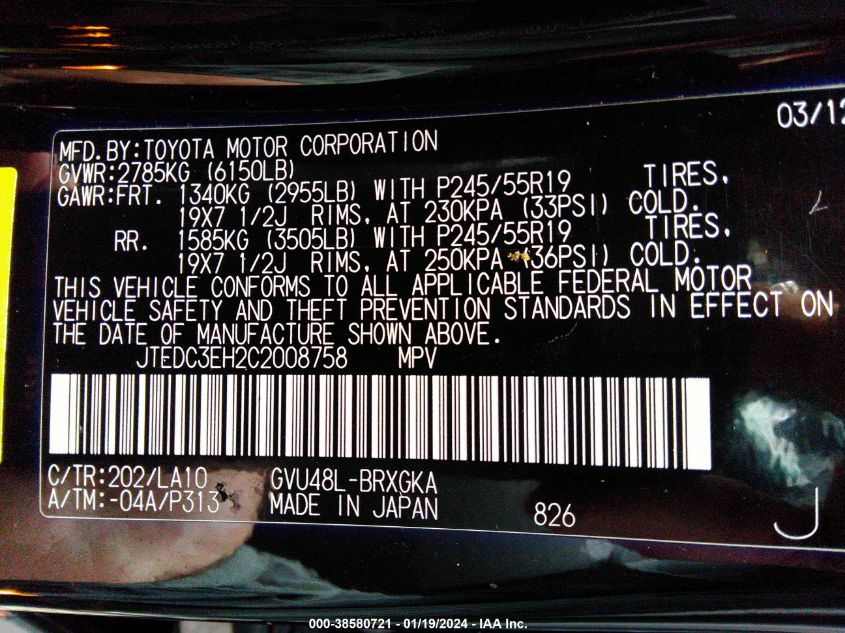 03/12
MFD.BY:TOYOTA MOTOR CORPORATION
GVWR:2785KG (6150LB)
GAWR:FRT. 1340KG (2955LB) WITH P245/55R19 TIRES,
19X7 1/2J RIMS, AT 230KPA (33PSI) COLD.
RR. 1585KG (3505LB) WITH P245/55R19 TIRES,
19X7 1/2J RIMS, AT 250KPA (36PSI) COLD.
THIS VEHICLE CONFORMS TO ALL APPLICABLE FEDERAL MOTOR
VEHICLE SAFETY AND THEFT PREVENTION STANDARDS IN EFFECT ON
THE DATE OF MANUFACTURE SHOWN ABOVE.
JTEDC3EH2C2008758 MPV
C/TR:202/LA10 GVU48L-BRXGKA
A/TM:-04A/P313 MADE IN JAPAN 826
J
000-38580721 - 01/19/2024 - IAA Inc.